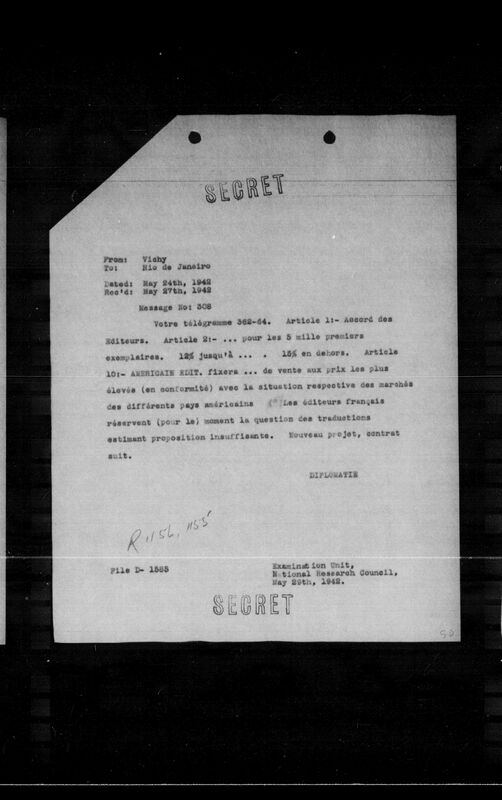 SECRET
From: Vichy
To: Rio de Janeiro
Dated: May 24th, 1942
Rec'd: May 27th, 1942
Message No: 308
Votre télégramme 362-64. Article 1:- Accord des
Editeurs. Article 2:- ... pour les 5 mille premiers
exemplaires. 12% jusqu'à ... . 15% en dehors. Article
10:- AMERICAIN EDIT. fixera ... de vente aux prix les plus
élevés (en conformité) avec la situation respective des marchés
des différents pays américains (") Les éditeurs français
réservent (pour le) moment la question des traductions
estimant proposition insuffisante. Nouveau projet, contrat
suit.
DIPLOMATIE
R 1156, 1155
File D- 1585
Examination Unit,
National Research Council,
May 29th, 1942.
SECRET